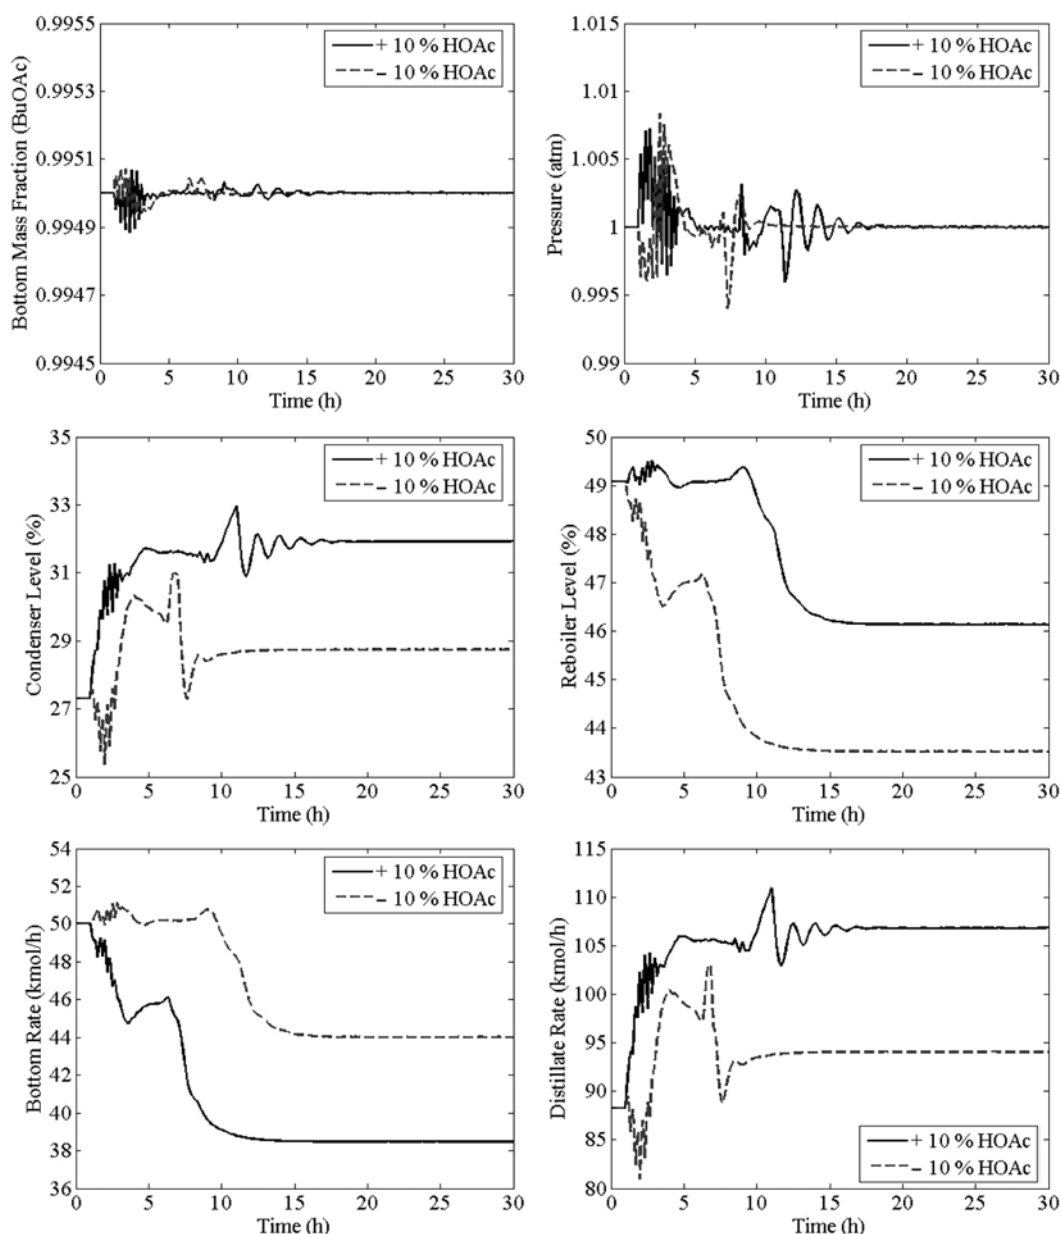 0.9955
0.9953
0.9951
0.9949
0.9947
0.9945
Bottom Mass Fraction (BuOAc)
+ 10 % HOAc
− 10 % HOAc
0 5 10 15 20 25 30
Time (h)
1.015
1.01
1.005
1
0.995
0.99
Pressure (atm)
+ 10 % HOAc
− 10 % HOAc
0 5 10 15 20 25 30
Time (h)
35
33
31
29
27
25
Condenser Level (%)
+ 10 % HOAc
− 10 % HOAc
0 5 10 15 20 25 30
Time (h)
50
49
48
47
46
45
44
43
Reboiler Level (%)
+ 10 % HOAc
− 10 % HOAc
0 5 10 15 20 25 30
Time (h)
54
52
50
48
46
44
42
40
38
36
Bottom Rate (kmol/h)
+ 10 % HOAc
− 10 % HOAc
0 5 10 15 20 25 30
Time (h)
115
110
105
100
95
90
85
80
Distillate Rate (kmol/h)
+ 10 % HOAc
− 10 % HOAc
0 5 10 15 20 25 30
Time (h)